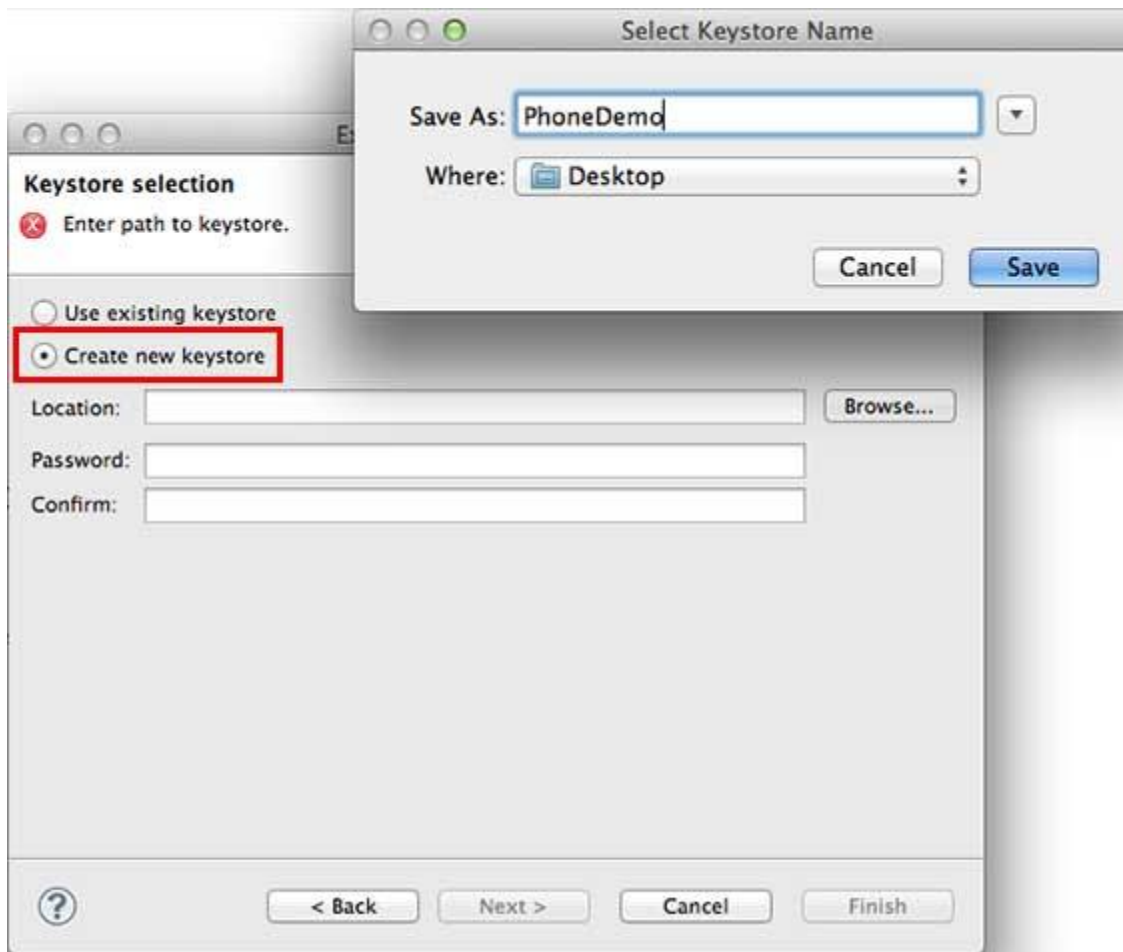 Select Keystore Name
Save As: PhoneDemo
Where: Desktop
Cancel Save
Keystore selection
Enter path to keystore.
Use existing keystore
Create new keystore
Location: Browse...
Password:
Confirm:
? < Back Next > Cancel Finish